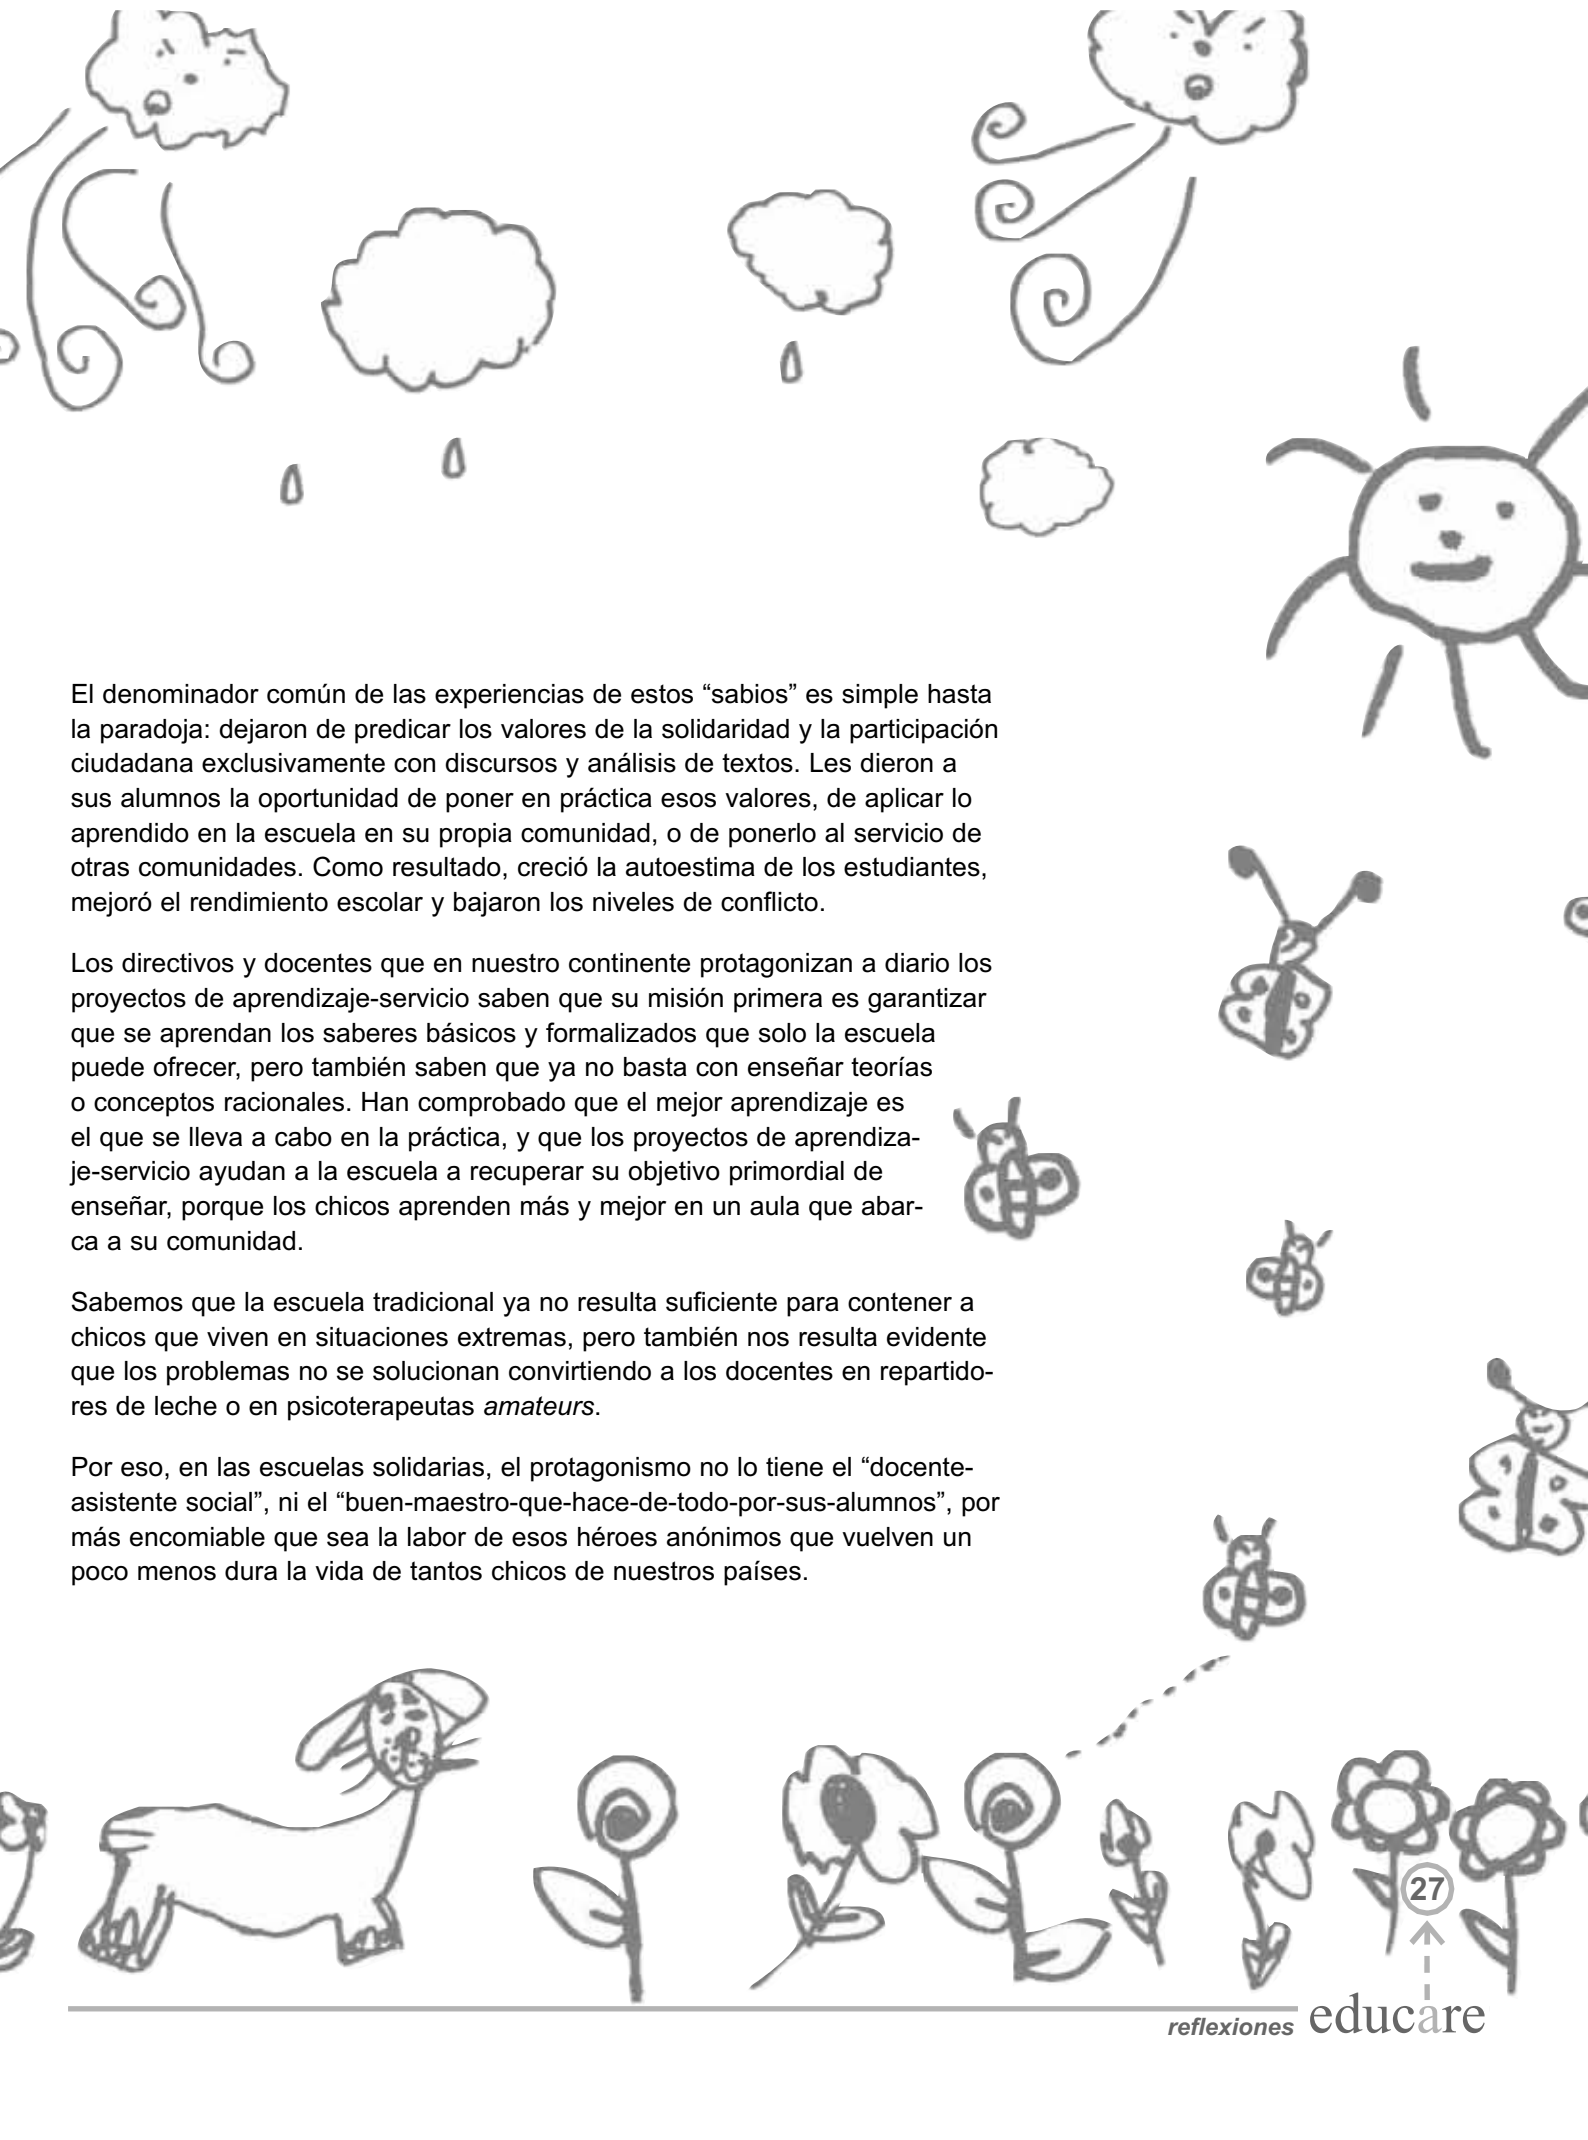 El denominador común de las experiencias de estos “sabios” es simple hasta
la paradoja: dejaron de predicar los valores de la solidaridad y la participación
ciudadana exclusivamente con discursos y análisis de textos. Les dieron a
sus alumnos la oportunidad de poner en práctica esos valores, de aplicar lo
aprendido en la escuela en su propia comunidad, o de ponerlo al servicio de
otras comunidades. Como resultado, creció la autoestima de los estudiantes,
mejoró el rendimiento escolar y bajaron los niveles de conflicto.
Los directivos y docentes que en nuestro continente protagonizan a diario los
proyectos de aprendizaje-servicio saben que su misión primera es garantizar
que se aprendan los saberes básicos y formalizados que solo la escuela
puede ofrecer, pero también saben que ya no basta con enseñar teorías
o conceptos racionales. Han comprobado que el mejor aprendizaje es
el que se lleva a cabo en la práctica, y que los proyectos de aprendiza-
je-servicio ayudan a la escuela a recuperar su objetivo primordial de
enseñar, porque los chicos aprenden más y mejor en un aula que abar-
ca a su comunidad.
Sabemos que la escuela tradicional ya no resulta suficiente para contener a
chicos que viven en situaciones extremas, pero también nos resulta evidente
que los problemas no se solucionan convirtiendo a los docentes en repartido-
res de leche o en psicoterapeutas amateurs.
Por eso, en las escuelas solidarias, el protagonismo no lo tiene el “docente-
asistente social”, ni el “buen-maestro-que-hace-de-todo-por-sus-alumnos”, por
más encomiable que sea la labor de esos héroes anónimos que vuelven un
poco menos dura la vida de tantos chicos de nuestros países.
27
reflexiones educare